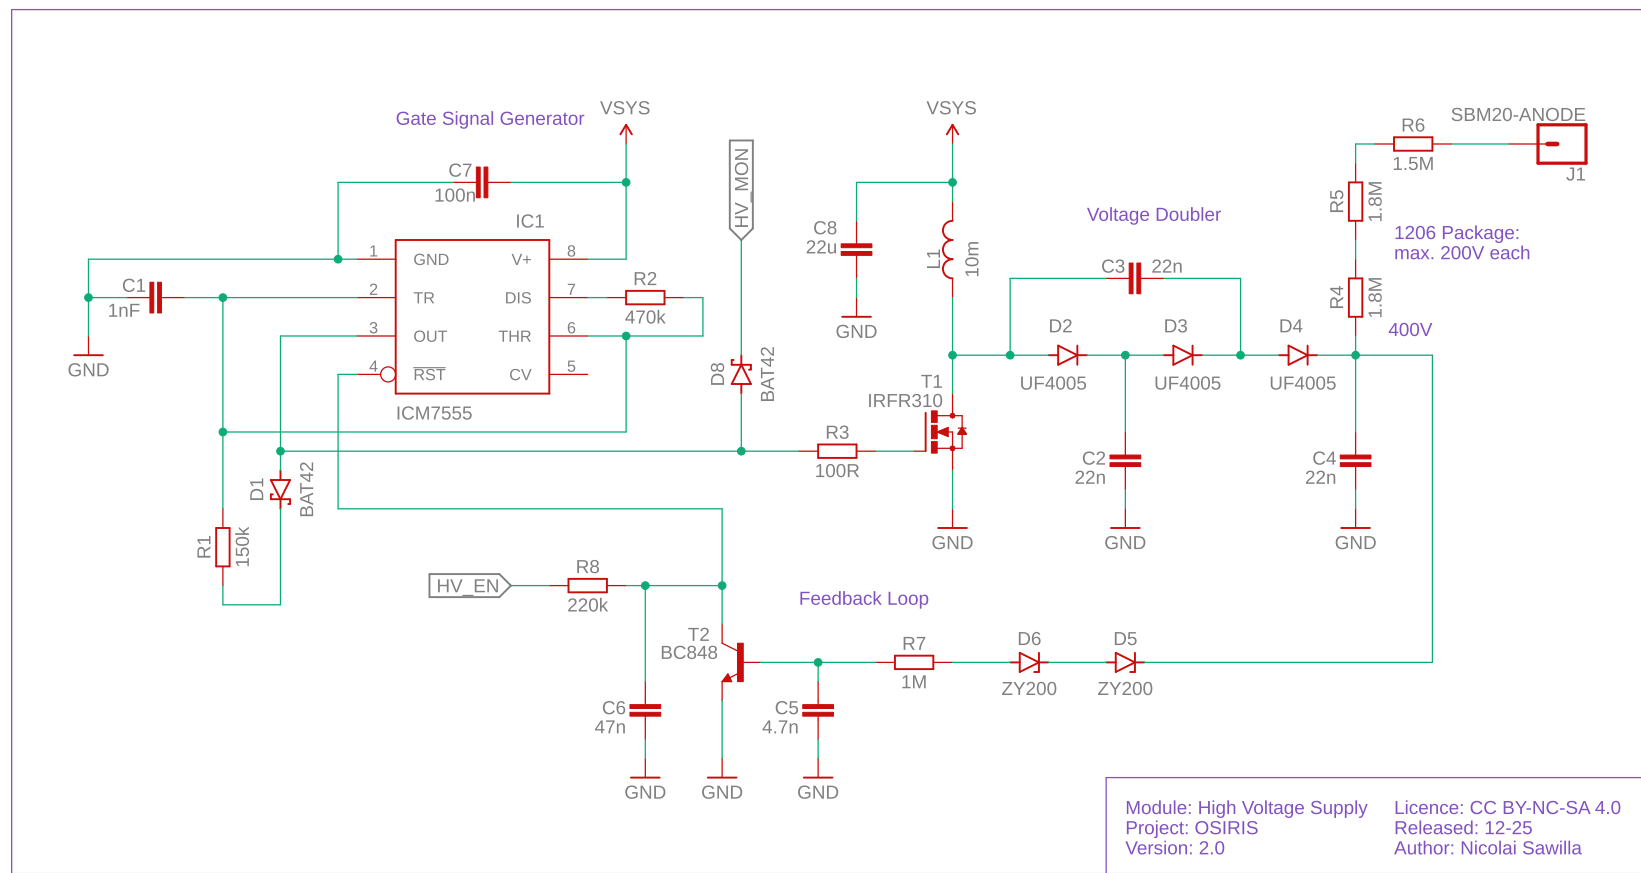 Gate Signal Generator
VSYS
VSYS
SBM20-ANODE
J1
R6
1.5M
R5
1.8M
1206 Package:
max. 200V each
R4
1.8M
400V
C7
100n
IC1
HV_MON
C8
22u
GND
L1
10m
Voltage Doubler
C3
22n
1
GND
V+
8
2
TR
DIS
7
3
OUT
THR
6
4
RST
CV
5
ICM7555
C1
1nF
GND
R2
470k
D8
BAT42
D2
UF4005
D3
UF4005
D4
UF4005
T1
IRFR310
R3
100R
GND
C2
22n
GND
C4
22n
GND
D1
BAT42
R1
150k
HV_EN
R8
220k
Feedback Loop
T2
BC848
R7
1M
D6
ZY200
D5
ZY200
C6
47n
GND
GND
C5
4.7n
GND
Module: High Voltage Supply
Project: OSIRIS
Version: 2.0
Licence: CC BY-NC-SA 4.0
Released: 12-25
Author: Nicolai Sawilla